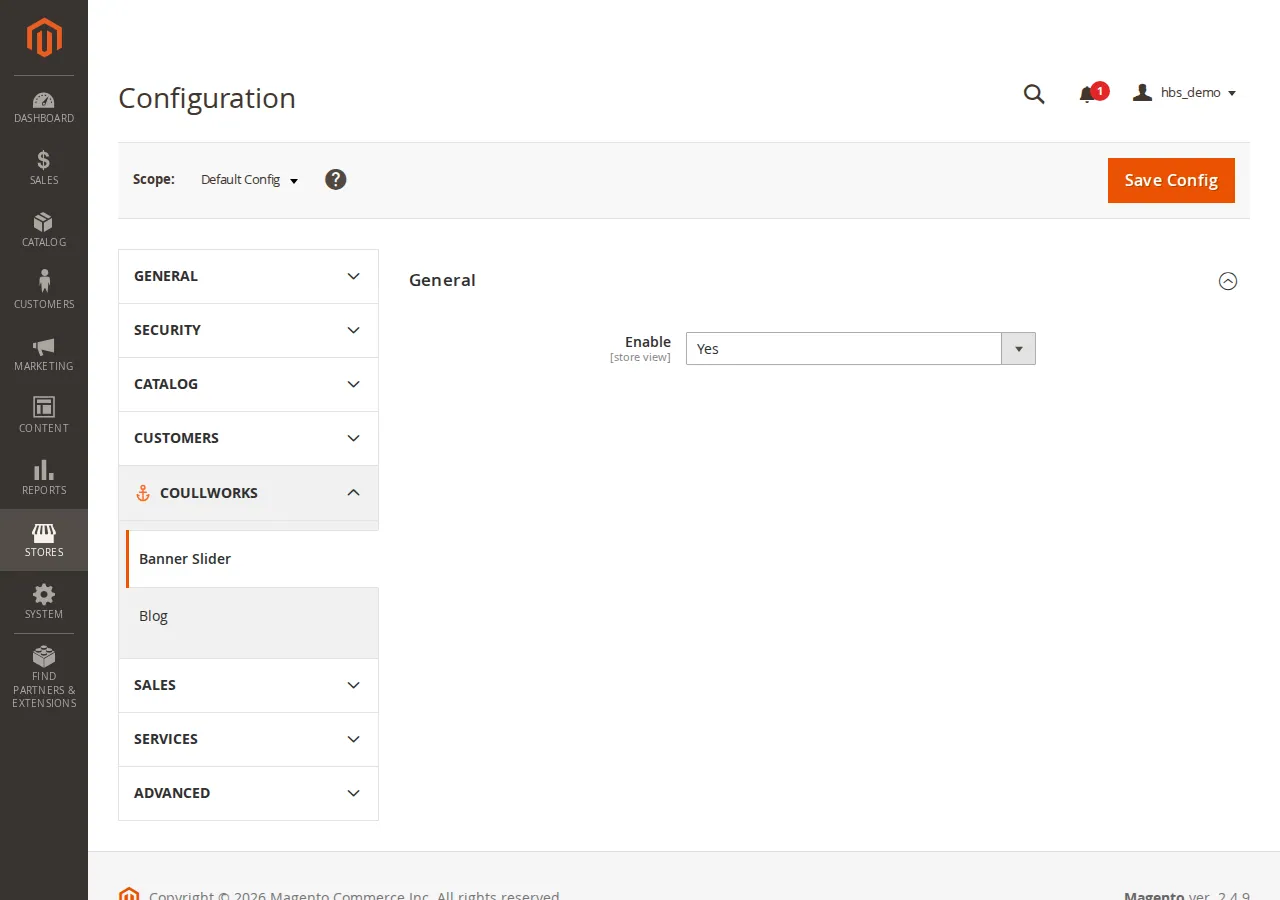 DASHBOARD
SALES
CATALOG
CUSTOMERS
MARKETING
CONTENT
REPORTS
STORES
SYSTEM
FIND
PARTNERS &
EXTENSIONS
Configuration
1
hbs_demo
Scope:
Default Config
?
Save Config
GENERAL
SECURITY
CATALOG
CUSTOMERS
COULLWORKS
Banner Slider
Blog
SALES
SERVICES
ADVANCED
General
Enable
[store view]
Yes
Copyright © 2026 Magento Commerce Inc. All rights reserved.
Magento ver. 2.4.9